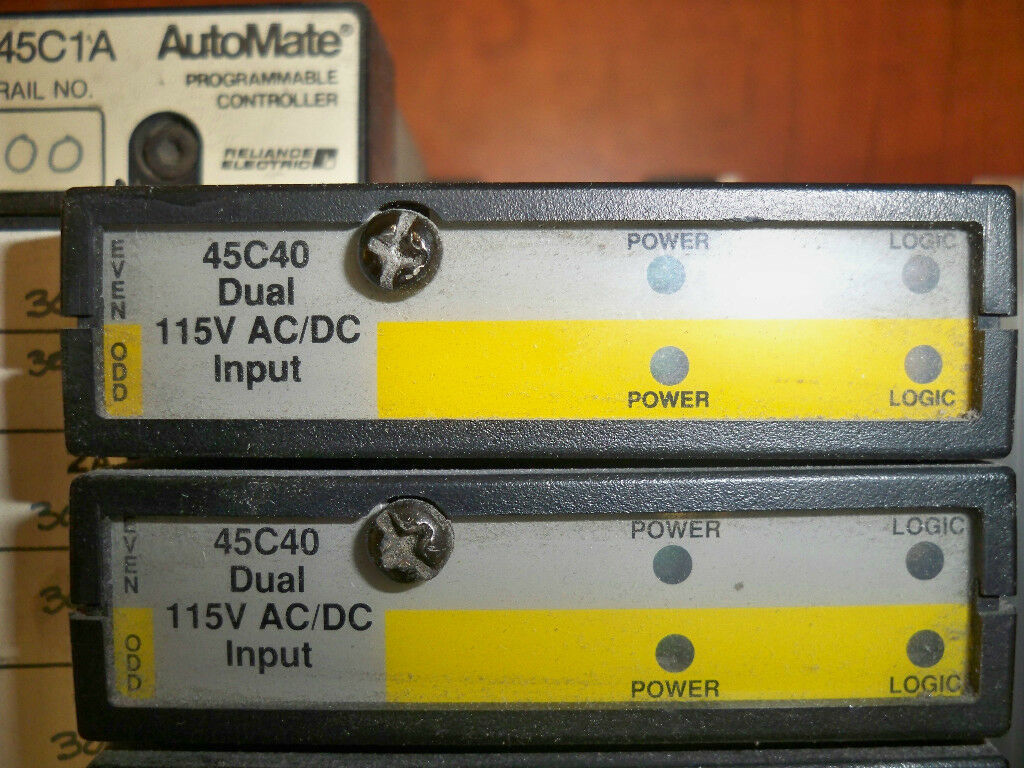 45C1A
AutoMate®
RAIL NO.
PROGRAMMABLE
CONTROLLER
00
RELIANCE
ELECTRIC
EVEN
45C40
Dual
115V AC/DC
Input
POWER
LOGIC
ODD
POWER
LOGIC
EVEN
45C40
Dual
115V AC/DC
Input
POWER
LOGIC
ODD
POWER
LOGIC